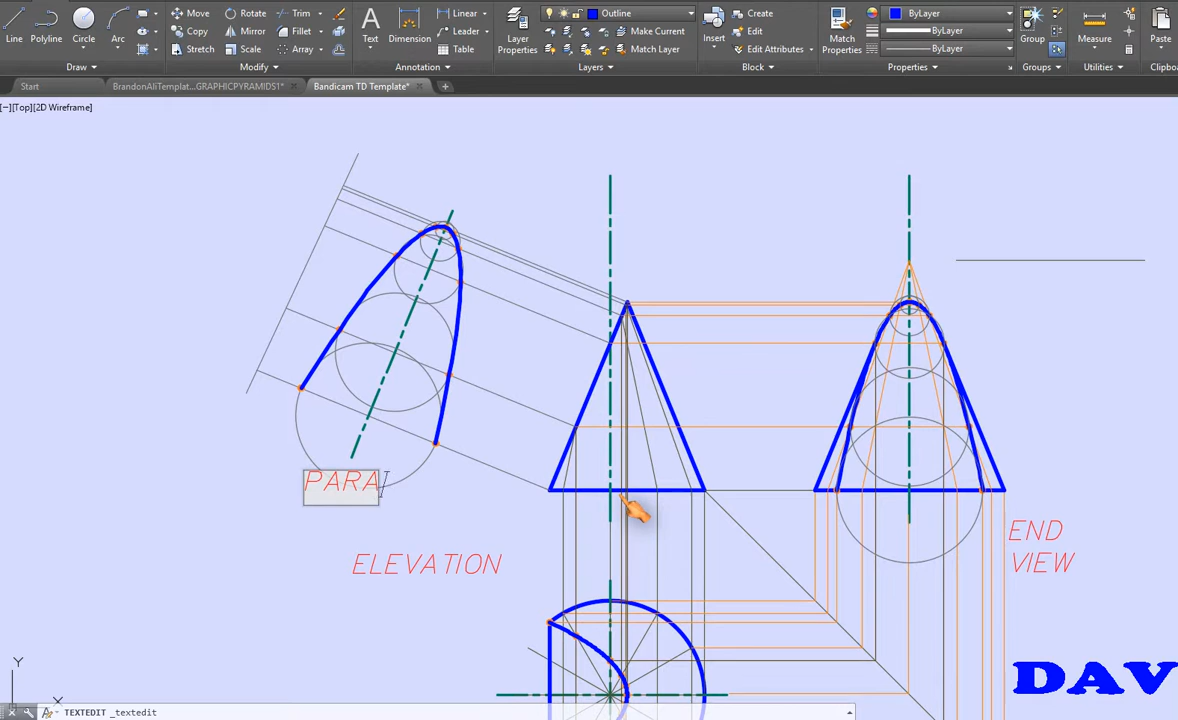 Line
Polyline
Circle
Arc
Move
Copy
Stretch
Rotate
Mirror
Scale
Trim
Fillet
Array
Text
Dimension
Linear
Leader
Table
Layer
Properties
Outline
Make Current
Match Layer
Insert
Create
Edit
Edit Attributes
Match
Properties
ByLayer
ByLayer
ByLayer
Group
Measure
Paste
Draw
Modify
Annotation
Layers
Block
Properties
Groups
Utilities
Clipbo
Start
BrandonAliTemplat...GRAPHICPYRAMIDS1*
Bandicam TD Template*
[−][Top][2D Wireframe]
PARA
ELEVATION
END
VIEW
DAV
Y
X
TEXTEDIT _textedit